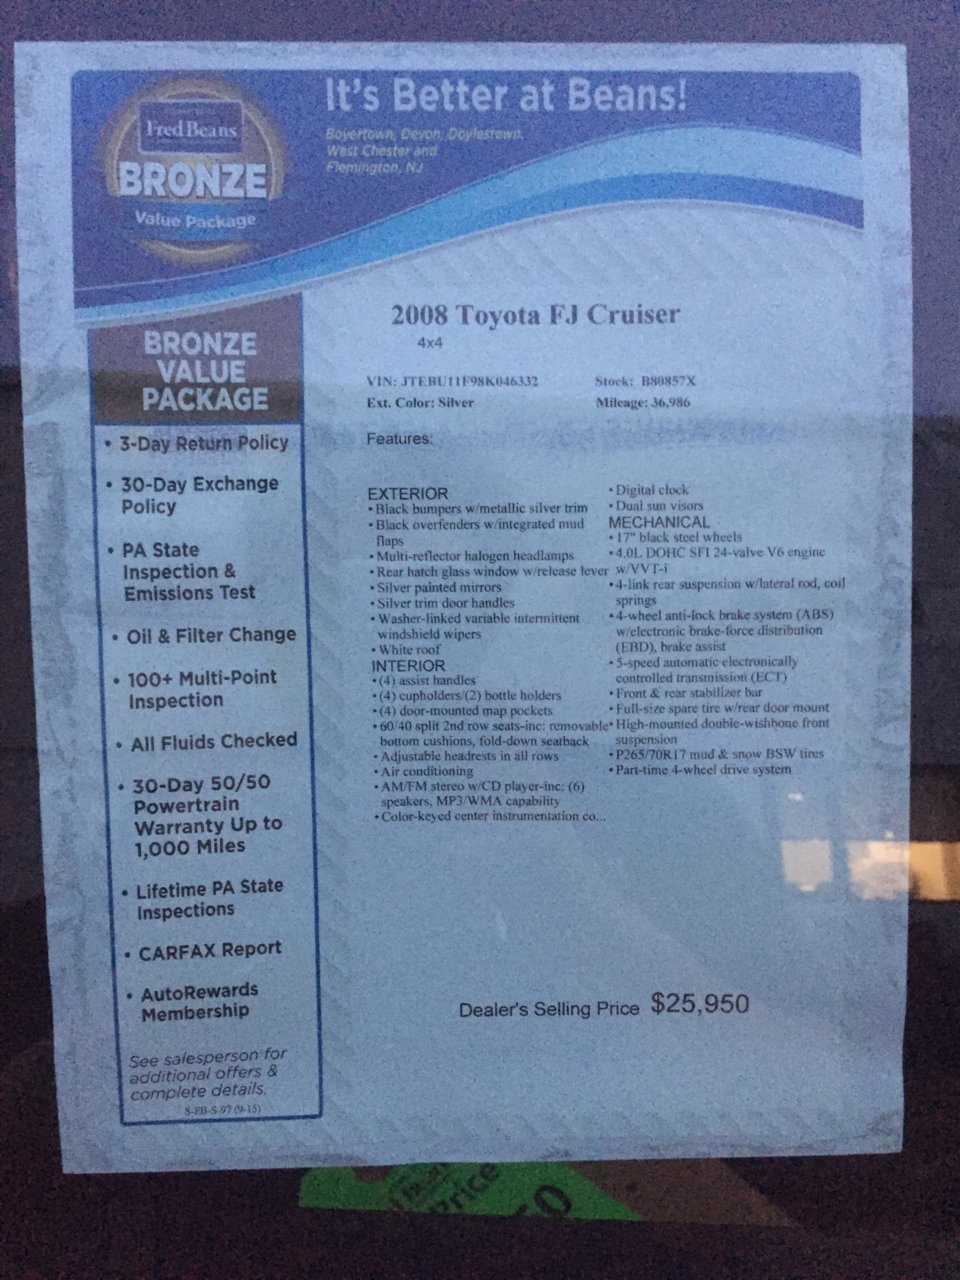 It's Better at Beans!
Boyertown, Devon, Doylestown,
West Chester and
Flemington, NJ
Fred Beans
BRONZE
Value Package
BRONZE
VALUE
PACKAGE
• 3-Day Return Policy
• 30-Day Exchange
Policy
• PA State
Inspection &
Emissions Test
• Oil & Filter Change
• 100+ Multi-Point
Inspection
• All Fluids Checked
• 30-Day 50/50
Powertrain
Warranty Up to
1,000 Miles
• Lifetime PA State
Inspections
• CARFAX Report
• AutoRewards
Membership
See salesperson for
additional offers &
complete details.
S-FB-S-97 (9-15)
2008 Toyota FJ Cruiser
4x4
VIN: JTEBU11F98K046332
Stock: B80857X
Ext. Color: Silver
Mileage: 36,986
Features:
EXTERIOR
• Black bumpers w/metallic silver trim
• Black overfenders w/integrated mud
flaps
• Multi-reflector halogen headlamps
• Rear hatch glass window w/release lever
• Silver painted mirrors
• Silver trim door handles
• Washer-linked variable intermittent
windshield wipers
• White roof
INTERIOR
• (4) assist handles
• (4) cupholders/(2) bottle holders
• (4) door-mounted map pockets
• 60/40 split 2nd row seats-inc: removable
bottom cushions, fold-down seatback
• Adjustable headrests in all rows
• Air conditioning
• AM/FM stereo w/CD player-inc: (6)
speakers, MP3/WMA capability
• Color-keyed center instrumentation co...
• Digital clock
• Dual sun visors
MECHANICAL
• 17" black steel wheels
• 4.0L DOHC SFI 24-valve V6 engine
w/VVT-i
• 4-link rear suspension w/lateral rod, coil
springs
• 4-wheel anti-lock brake system (ABS)
w/electronic brake-force distribution
(EBD), brake assist
• 5-speed automatic electronically
controlled transmission (ECT)
• Front & rear stabilizer bar
• Full-size spare tire w/rear door mount
• High-mounted double-wishbone front
suspension
• P265/70R17 mud & snow BSW tires
• Part-time 4-wheel drive system
Dealer's Selling Price $25,950
Price